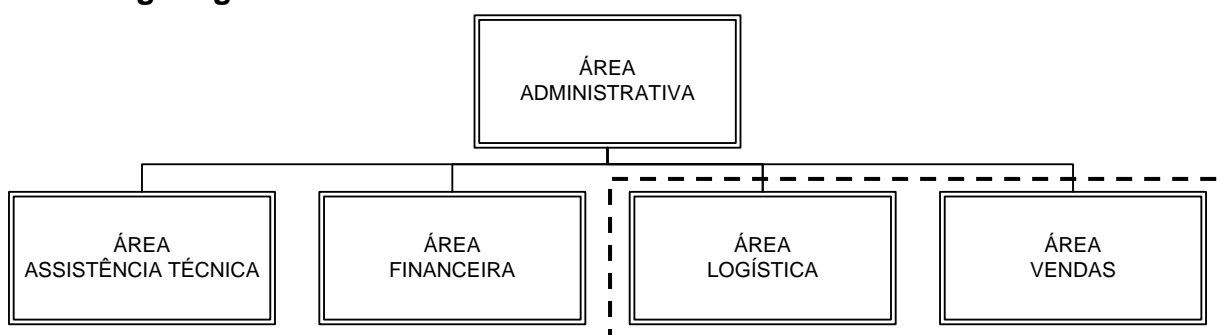 ÁREA
ADMINISTRATIVA
ÁREA
ASSISTÊNCIA TÉCNICA
ÁREA
FINANCEIRA
ÁREA
LOGÍSTICA
ÁREA
VENDAS